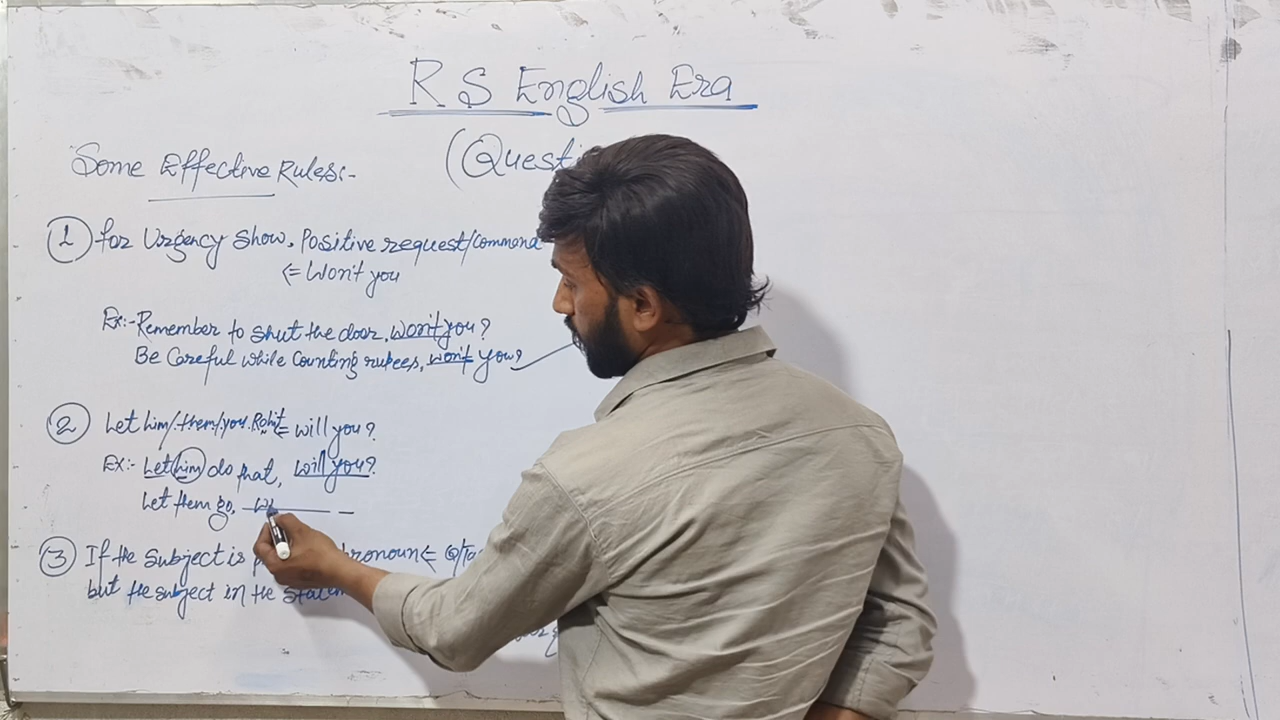 R S English Era
Some Effective Rules:-
(Questi
① for Urgency show, Positive request/Command
<= Won't you
Ex:- Remember to shut the door, won't you?
Be Careful while Counting rupees, won't you?
② Let him/them/you Rohit <= will you?
Ex:- Let him do that, will you?
Let them go,
③ If the subject is pronoun <=
but the subject in the